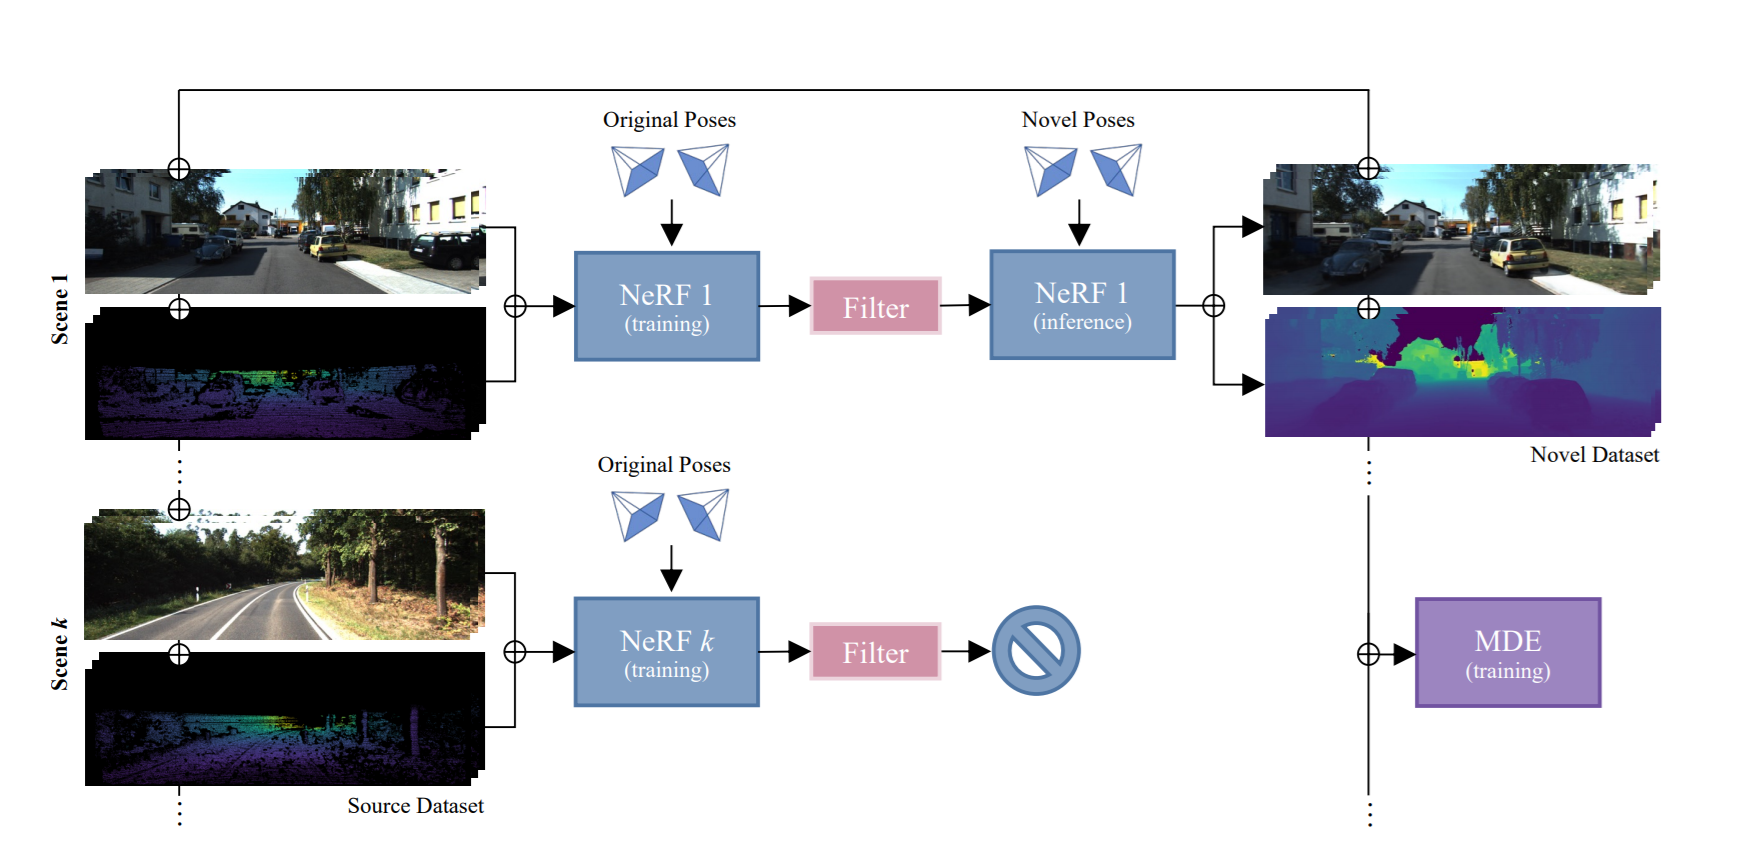 Original Poses
Novel Poses
Scene 1
NeRF 1
(training)
Filter
NeRF 1
(inference)
Novel Dataset
Original Poses
Scene k
NeRF k
(training)
Filter
MDE
(training)
Source Dataset